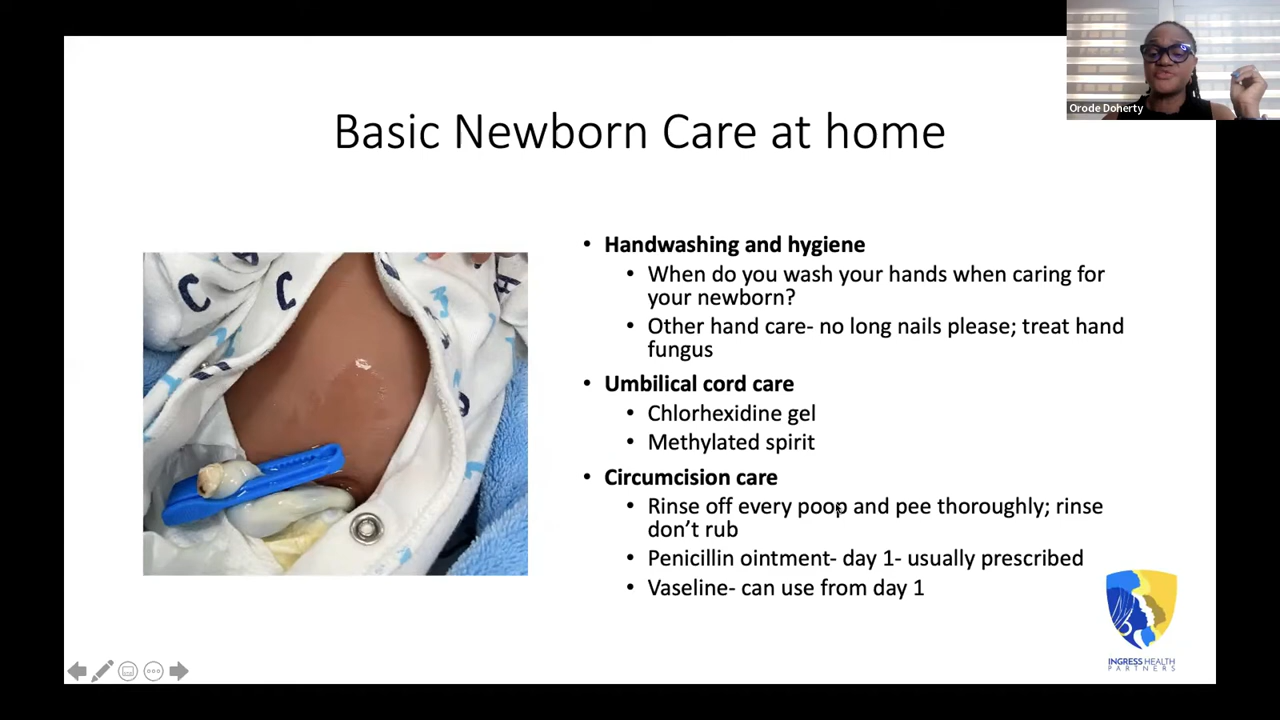 Orode Doherty
Basic Newborn Care at home
• Handwashing and hygiene
• When do you wash your hands when caring for
your newborn?
• Other hand care- no long nails please; treat hand
fungus
• Umbilical cord care
• Chlorhexidine gel
• Methylated spirit
• Circumcision care
• Rinse off every poop and pee thoroughly; rinse
don’t rub
• Penicillin ointment- day 1- usually prescribed
• Vaseline- can use from day 1
C
C
INGRESS HEALTH
PARTNERS